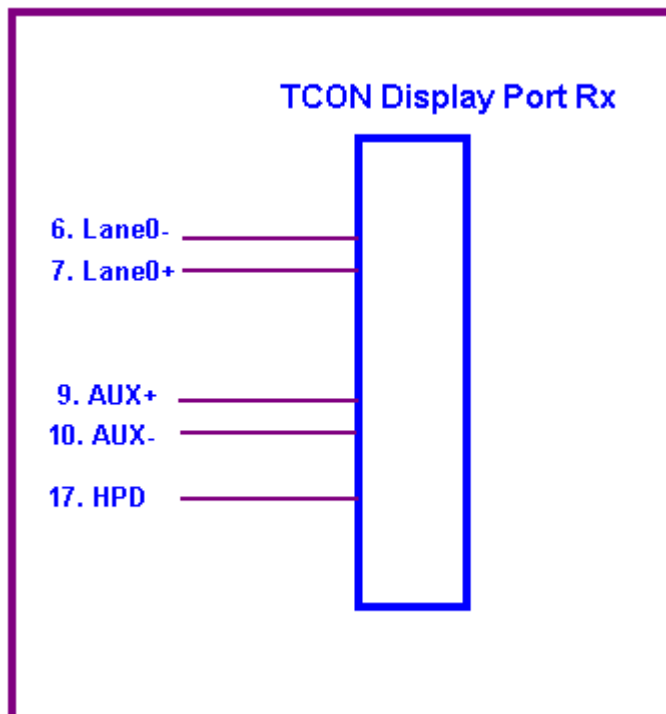 TCON Display Port Rx
6. Lane0-
7. Lane0+
9. AUX+
10. AUX-
17. HPD